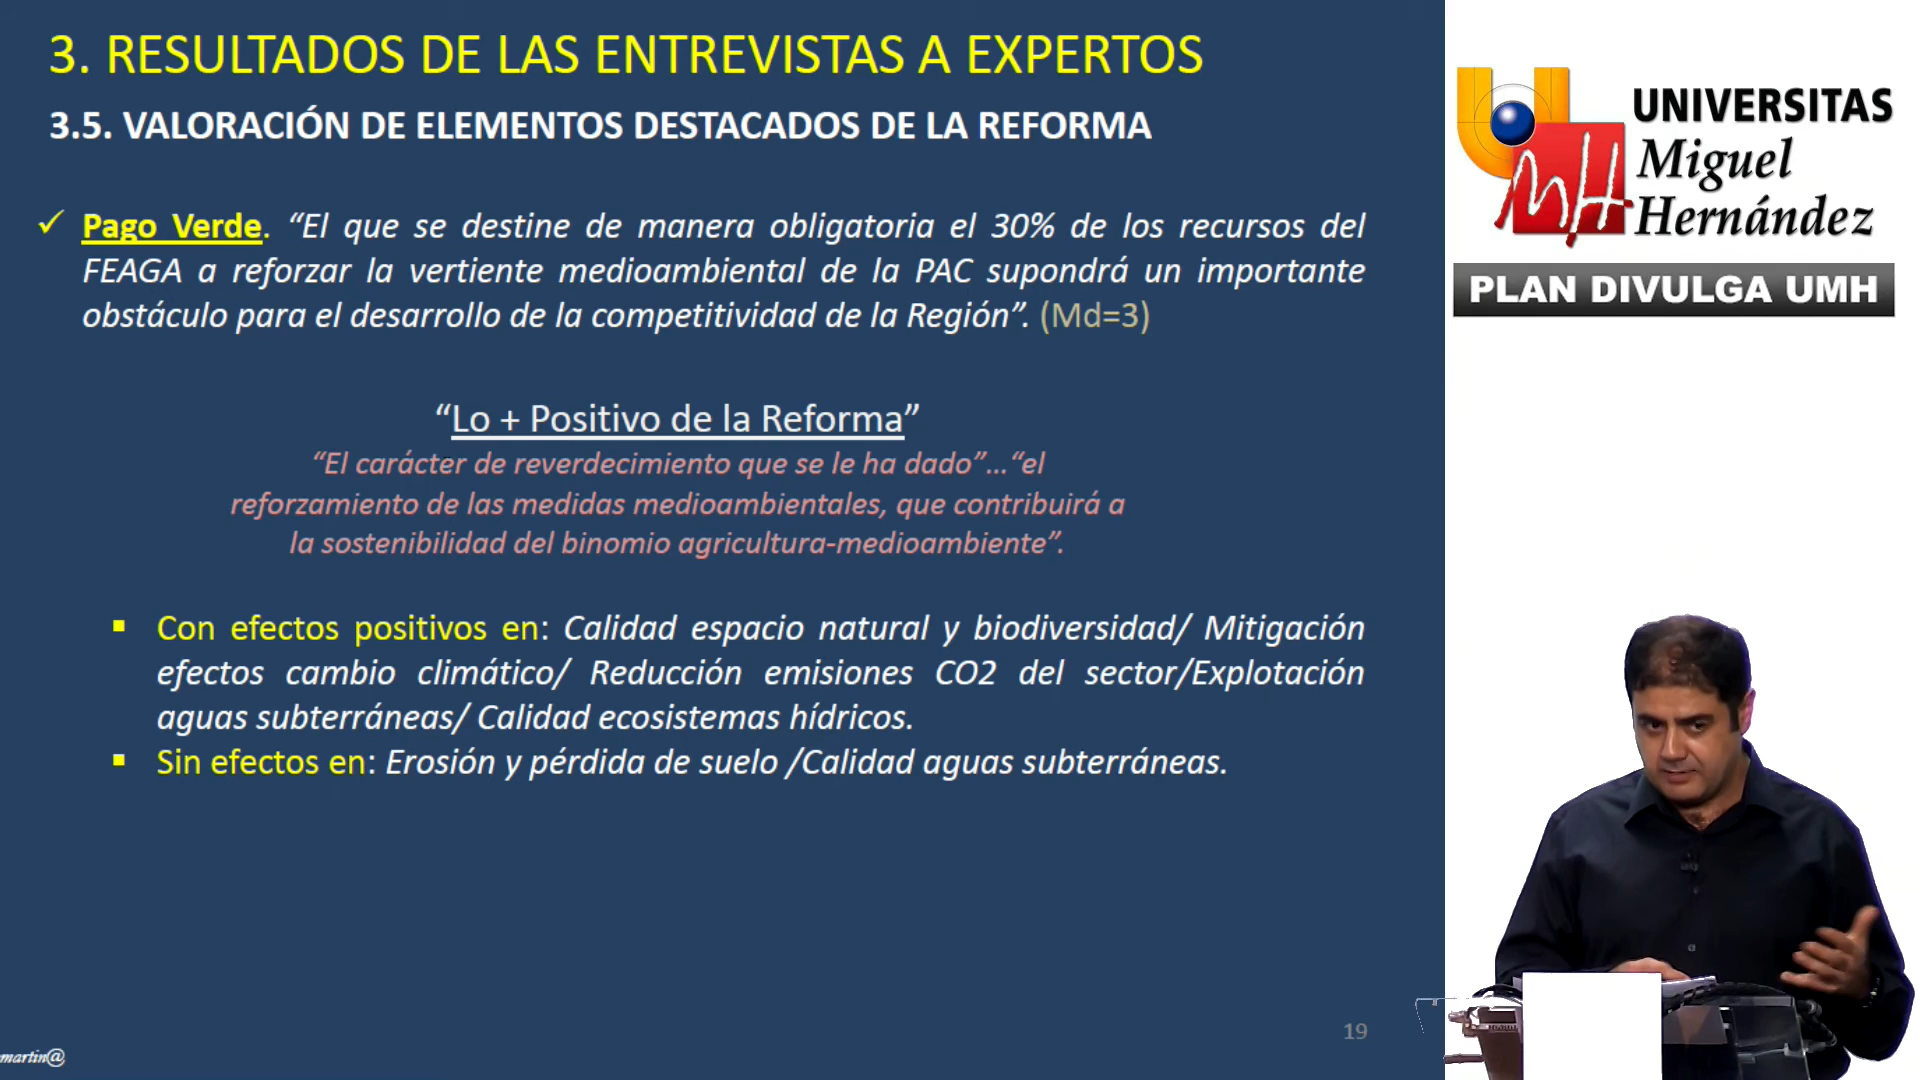 3. RESULTADOS DE LAS ENTREVISTAS A EXPERTOS
3.5. VALORACIÓN DE ELEMENTOS DESTACADOS DE LA REFORMA
✓ Pago Verde. “El que se destine de manera obligatoria el 30% de los recursos del
FEAGA a reforzar la vertiente medioambiental de la PAC supondrá un importante
obstáculo para el desarrollo de la competitividad de la Región”. (Md=3)
“Lo + Positivo de la Reforma”
“El carácter de reverdecimiento que se le ha dado”...“el
reforzamiento de las medidas medioambientales, que contribuirá a
la sostenibilidad del binomio agricultura-medioambiente”.
▪ Con efectos positivos en: Calidad espacio natural y biodiversidad/ Mitigación
efectos cambio climático/ Reducción emisiones CO2 del sector/Explotación
aguas subterráneas/ Calidad ecosistemas hídricos.
▪ Sin efectos en: Erosión y pérdida de suelo /Calidad aguas subterráneas.
19
martin@
UNIVERSITAS
Miguel
Hernández
MH
PLAN DIVULGA UMH